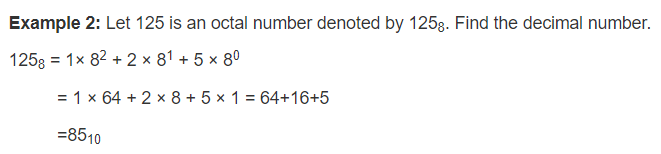 Example 2: Let 125 is an octal number denoted by 125₈. Find the decimal number.
125₈ = 1× 8² + 2 × 8¹ + 5 × 8⁰
= 1 × 64 + 2 × 8 + 5 × 1 = 64+16+5
=85₁₀